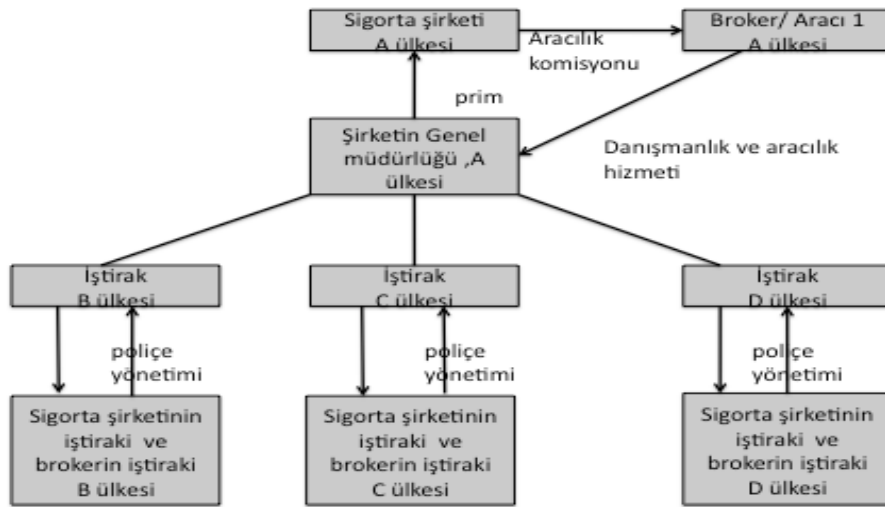 Sigorta şirketi
A ülkesi
Aracılık
komisyonu
Broker/ Aracı 1
A ülkesi
prim
Şirketin Genel
müdürlüğü ,A
ülkesi
Danışmanlık ve aracılık
hizmeti
İştirak
B ülkesi
İştirak
C ülkesi
İştirak
D ülkesi
poliçe
yönetimi
poliçe
yönetimi
poliçe
yönetimi
Sigorta şirketinin
iştiraki ve
brokerin iştiraki
B ülkesi
Sigorta şirketinin
iştiraki ve
brokerin iştiraki
C ülkesi
Sigorta şirketinin
iştiraki ve
brokerin iştiraki
D ülkesi